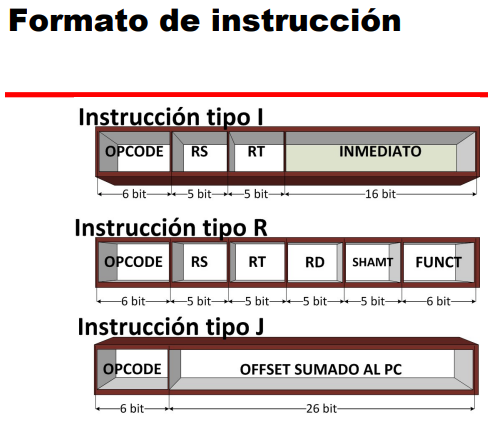 Formato de instrucción
Instrucción tipo I
OPCODE RS RT INMEDIATO
6 bit 5 bit 5 bit 16 bit
Instrucción tipo R
OPCODE RS RT RD SHAMT FUNCT
6 bit 5 bit 5 bit 5 bit 5 bit 6 bit
Instrucción tipo J
OPCODE OFFSET SUMADO AL PC
6 bit 26 bit